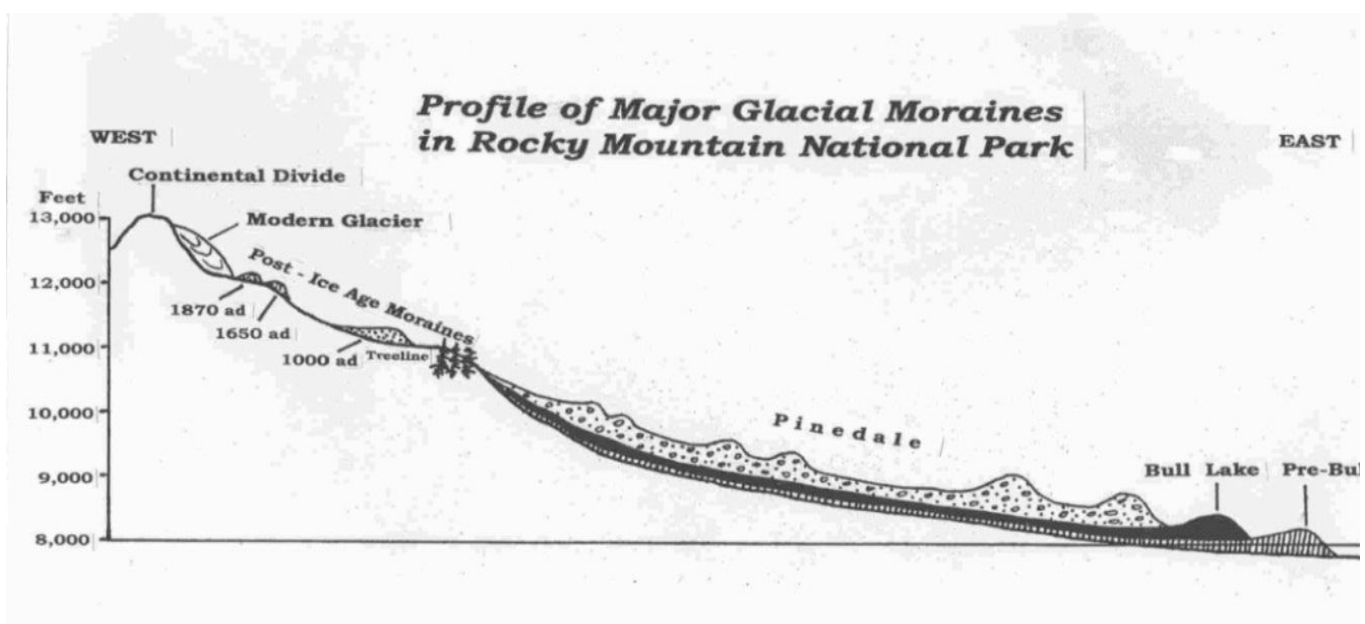 Profile of Major Glacial Moraines
in Rocky Mountain National Park
WEST
EAST
Continental Divide
Feet
13,000
Modern Glacier
Post - Ice Age Moraines
12,000
1870 ad
1650 ad
11,000
1000 ad
Treeline
10,000
Pinedale
9,000
Bull Lake
Pre-Bul
8,000